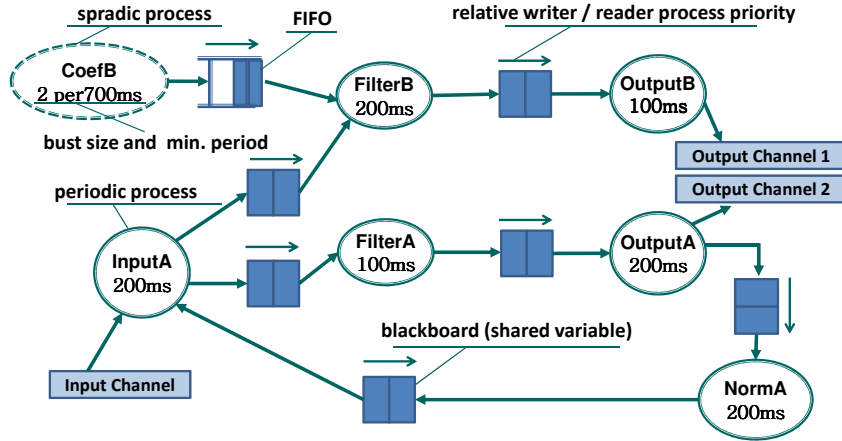 spradic process
FIFO
relative writer / reader process priority
CoefB
2 per700ms
FilterB
200ms
OutputB
100ms
bust size and min. period
Output Channel 1
Output Channel 2
periodic process
InputA
200ms
FilterA
100ms
OutputA
200ms
blackboard (shared variable)
Input Channel
NormA
200ms